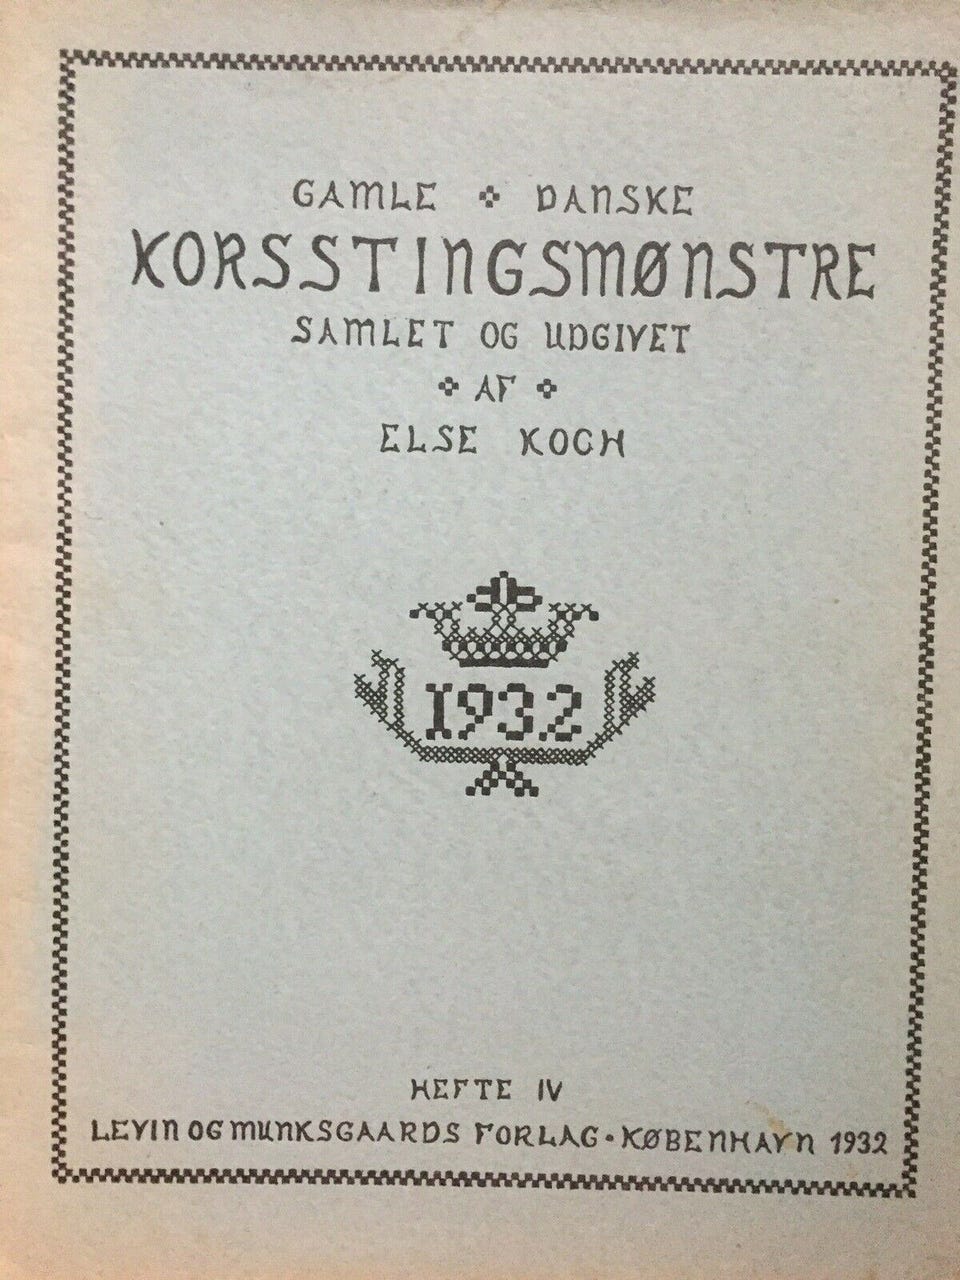 GAMLE DANSKE
KORSSTINGSMØNSTRE
SAMLET OG UDGIVET
AF
ELSE KOCH
1932
HEFTE IV
LEVIN OG MUNKSGAARDS FORLAG · KØBENHAVN 1932